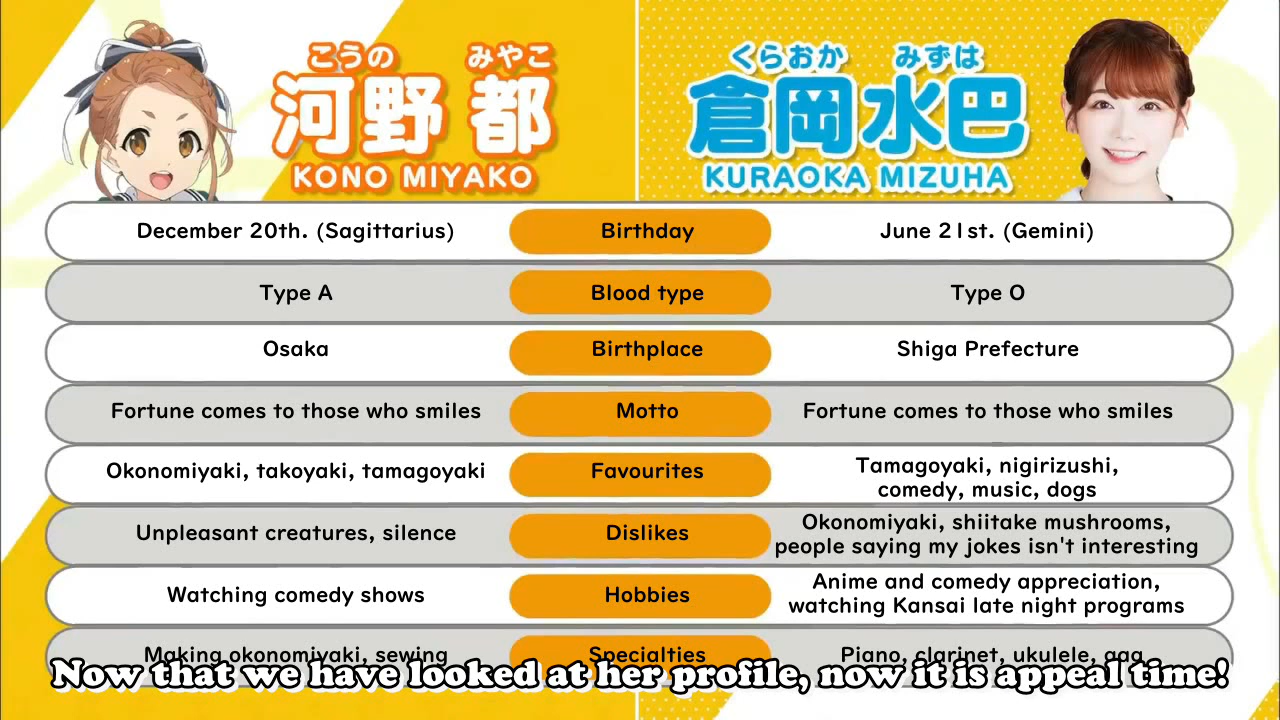 こうの みやこ
河野 都
KONO MIYAKO
くらおか みずは
倉岡水巴
KURAOKA MIZUHA
December 20th. (Sagittarius) Birthday June 21st. (Gemini)
Type A Blood type Type O
Osaka Birthplace Shiga Prefecture
Fortune comes to those who smiles Motto Fortune comes to those who smiles
Okonomiyaki, takoyaki, tamagoyaki Favourites Tamagoyaki, nigirizushi,
comedy, music, dogs
Unpleasant creatures, silence Dislikes Okonomiyaki, shiitake mushrooms,
people saying my jokes isn't interesting
Watching comedy shows Hobbies Anime and comedy appreciation,
watching Kansai late night programs
Making okonomiyaki, sewing Specialties Piano, clarinet, ukulele,
Now that we have looked at her profile, now it is appeal time!